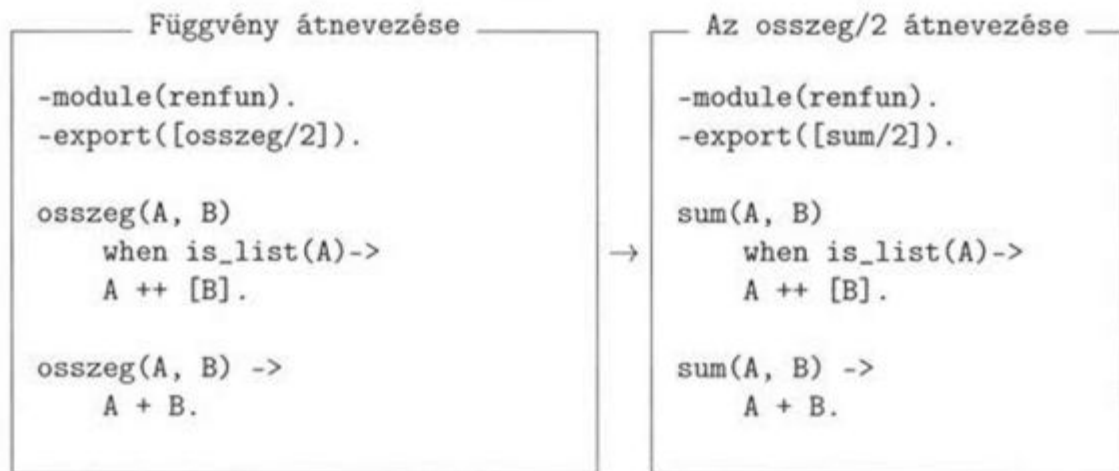 Függvény átnevezése
-module(renfun).
-export([osszeg/2]).
osszeg(A, B)
    when is_list(A)->
    A ++ [B].
osszeg(A, B) ->
    A + B.
→
Az osszeg/2 átnevezése
-module(renfun).
-export([sum/2]).
sum(A, B)
    when is_list(A)->
    A ++ [B].
sum(A, B) ->
    A + B.